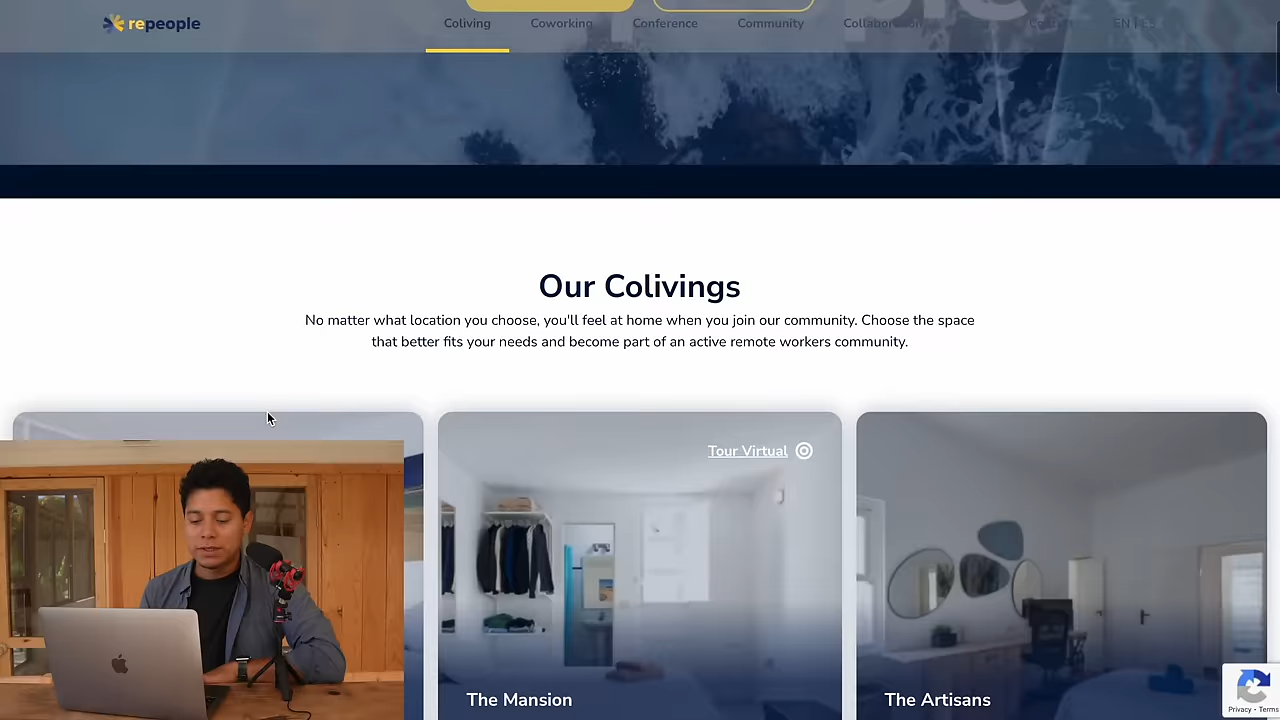 repeople
Coliving
Coworking
Conference
Community
Our Colivings
No matter what location you choose, you'll feel at home when you join our community. Choose the space
that better fits your needs and become part of an active remote workers community.
Tour Virtual
The Mansion
The Artisans
Privacy - Terms